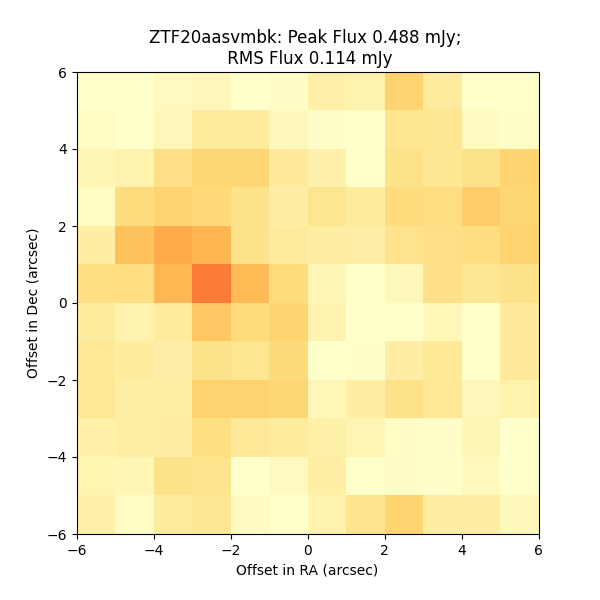 ZTF20aasvmbk: Peak Flux 0.488 mJy;
RMS Flux 0.114 mJy
6
4
2
0
−2
−4
−6
Offset in Dec (arcsec)
−6 −4 −2 0 2 4 6
Offset in RA (arcsec)